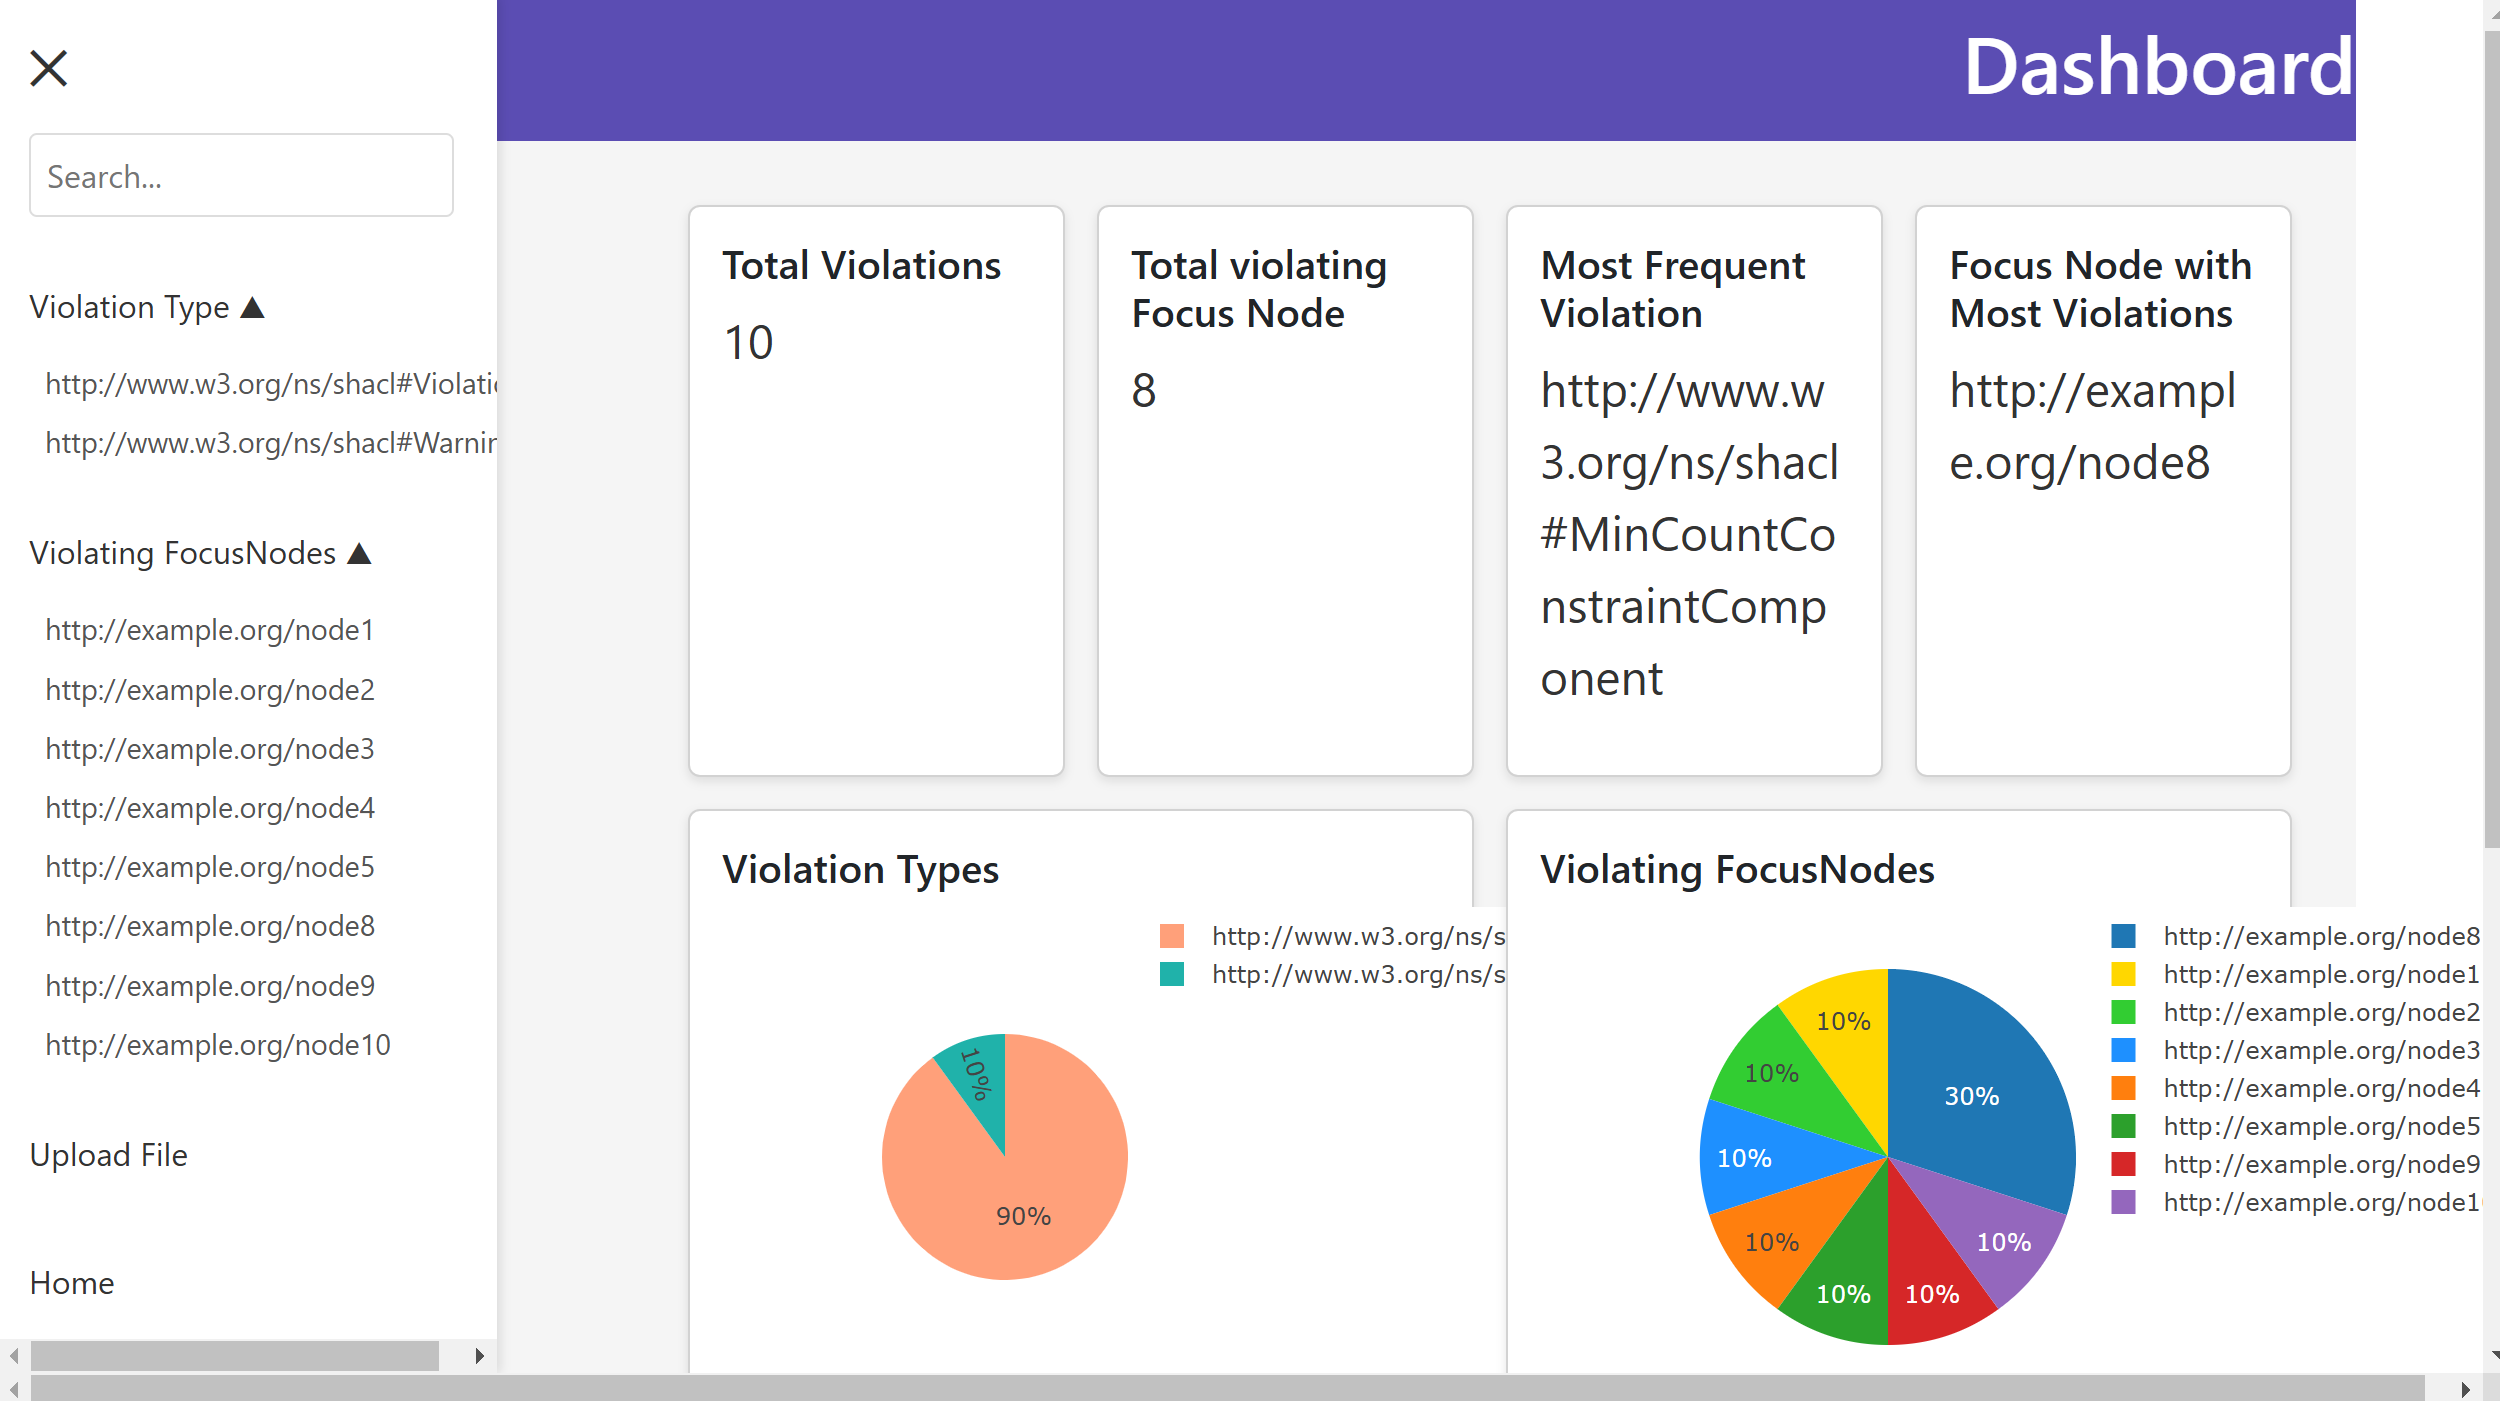 Dashboard
Search...
Violation Type ▲
http://www.w3.org/ns/shacl#Violatio
http://www.w3.org/ns/shacl#Warnin
Violating FocusNodes ▲
http://example.org/node1
http://example.org/node2
http://example.org/node3
http://example.org/node4
http://example.org/node5
http://example.org/node8
http://example.org/node9
http://example.org/node10
Upload File
Home
Total Violations
10
Total violating
Focus Node
8
Most Frequent
Violation
http://www.w
3.org/ns/shacl
#MinCountCo
nstraintComp
onent
Focus Node with
Most Violations
http://exampl
e.org/node8
Violation Types
http://www.w3.org/ns/s
http://www.w3.org/ns/s
10%
90%
Violating FocusNodes
http://example.org/node8
http://example.org/node1
http://example.org/node2
http://example.org/node3
http://example.org/node4
http://example.org/node5
http://example.org/node9
http://example.org/node1
10%
10%
30%
10%
10%
10%
10%
10%